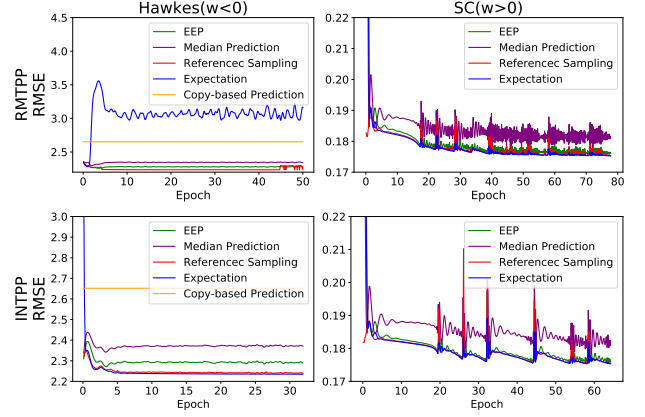 Hawkes(w<0)
SC(w>0)
RMTPP
RMSE
4.5
4.0
3.5
3.0
2.5
EEP
Median Prediction
Referencec Sampling
Expectation
Copy-based Prediction
0 10 20 30 40 50
Epoch
0.22
0.21
0.20
0.19
0.18
0.17
EEP
Median Prediction
Referencec Sampling
Expectation
0 10 20 30 40 50 60 70 80
Epoch
INTPP
RMSE
3.0
2.9
2.8
2.7
2.6
2.5
2.4
2.3
2.2
EEP
Median Prediction
Referencec Sampling
Expectation
Copy-based Prediction
0 5 10 15 20 25 30
Epoch
0.22
0.21
0.20
0.19
0.18
0.17
EEP
Median Prediction
Referencec Sampling
Expectation
0 10 20 30 40 50 60
Epoch